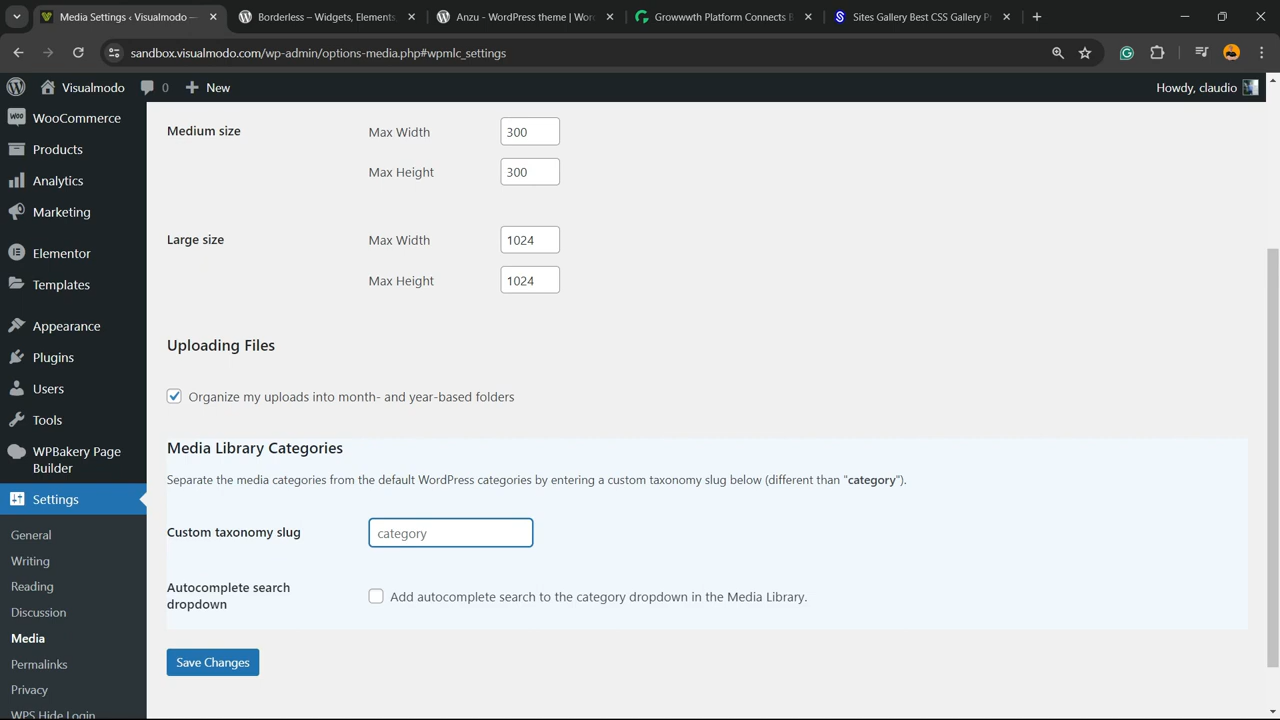 Media Settings ‹ Visualmodo —
Borderless – Widgets, Elements
Anzu - WordPress theme | Wor
Growwwth Platform Connects B
Sites Gallery Best CSS Gallery P
sandbox.visualmodo.com/wp-admin/options-media.php#wpmlc_settings
Visualmodo
0
New
Howdy, claudio
WooCommerce
Products
Analytics
Marketing
Elementor
Templates
Appearance
Plugins
Users
Tools
WPBakery Page
Builder
Settings
General
Writing
Reading
Discussion
Media
Permalinks
Privacy
WPS Hide Login
Medium size
Max Width
300
Max Height
300
Large size
Max Width
1024
Max Height
1024
Uploading Files
Organize my uploads into month- and year-based folders
Media Library Categories
Separate the media categories from the default WordPress categories by entering a custom taxonomy slug below (different than "category").
Custom taxonomy slug
category
Autocomplete search
dropdown
Add autocomplete search to the category dropdown in the Media Library.
Save Changes